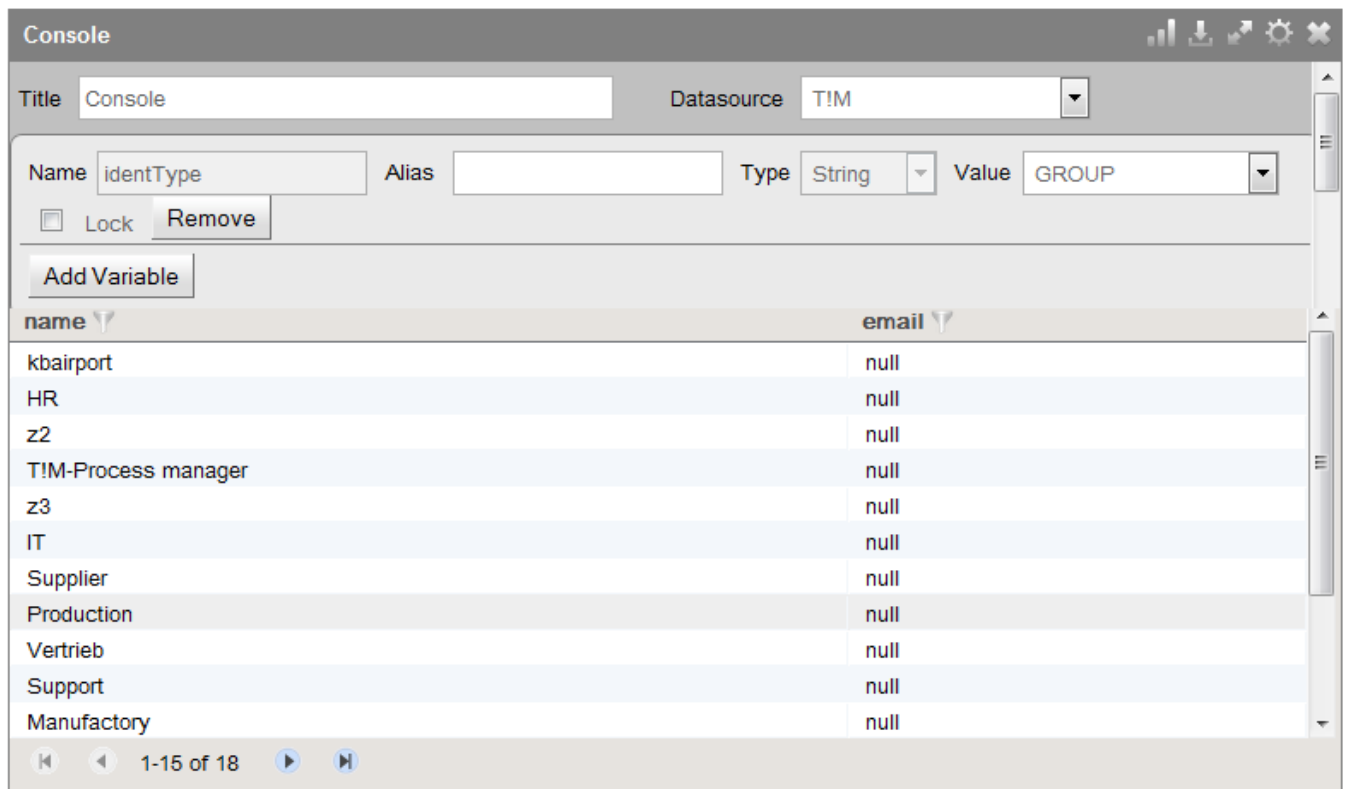 Console
Title Console Datasource T!M
Name identType Alias Type String Value GROUP
Lock Remove
Add Variable
name email
kbairport null
HR null
z2 null
T!M-Process manager null
z3 null
IT null
Supplier null
Production null
Vertrieb null
Support null
Manufactory null
1-15 of 18